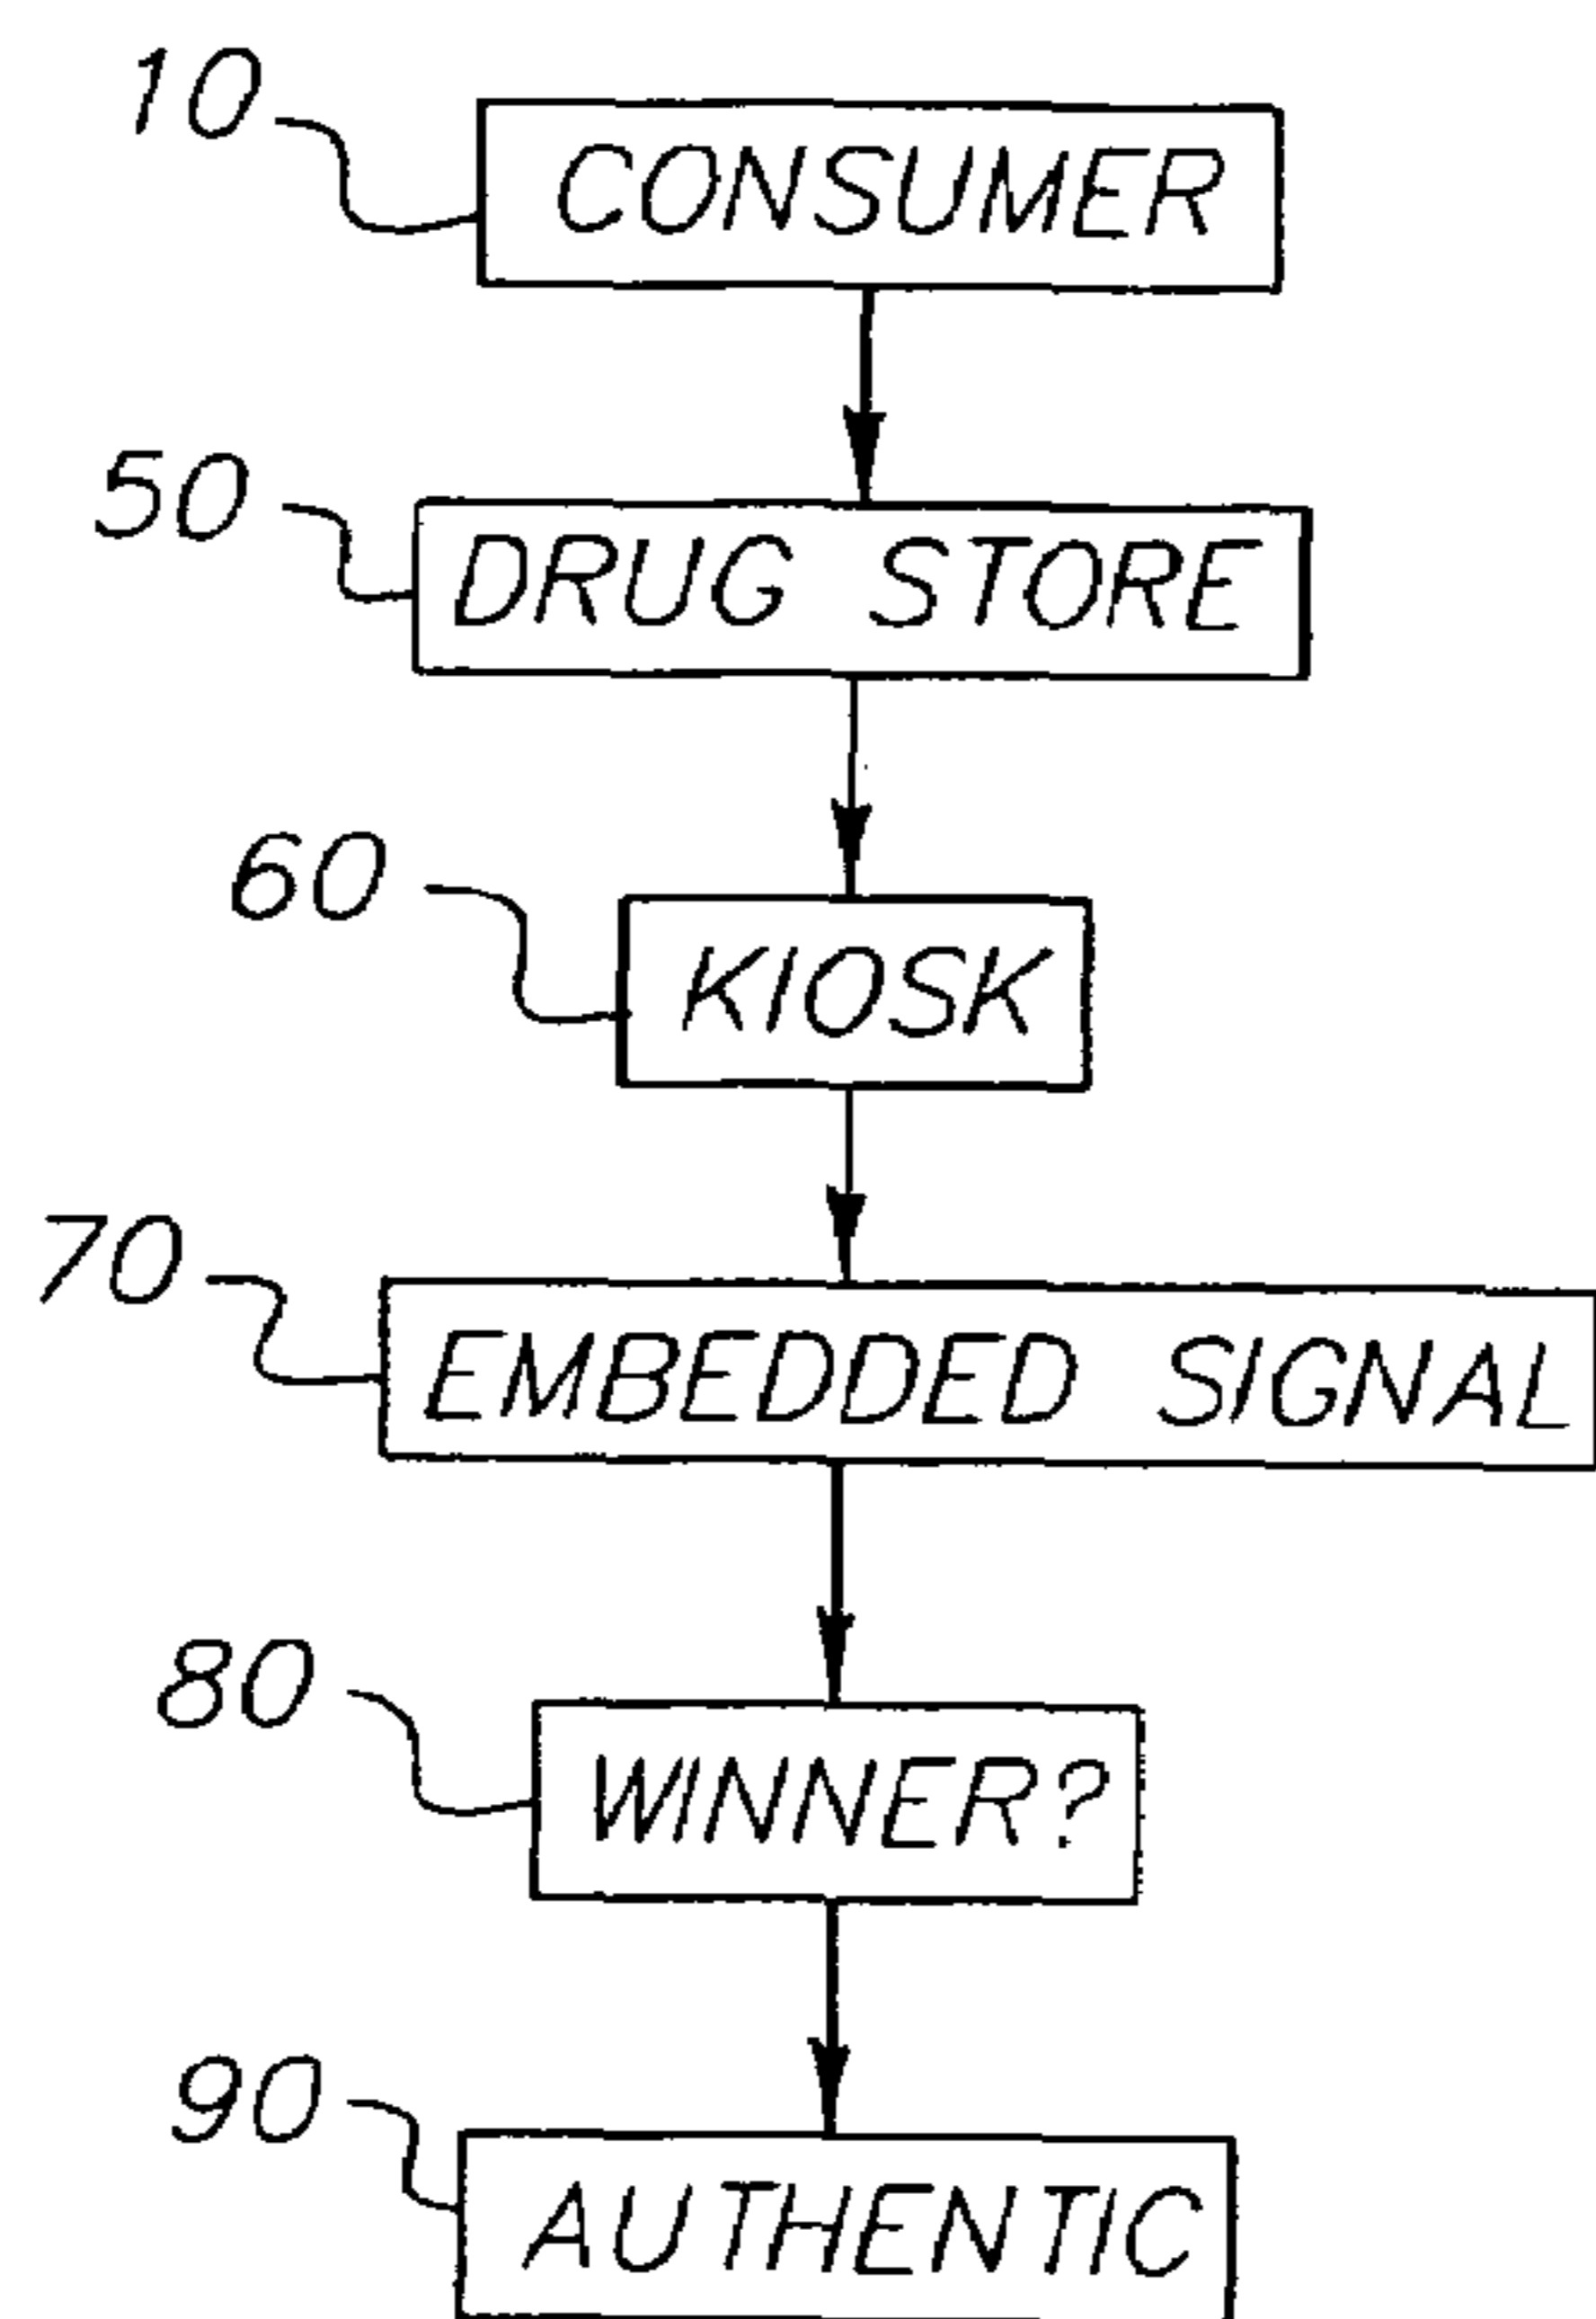 10
CONSUMER
50
DRUG STORE
60
KIOSK
70
EMBEDDED SIGNAL
80
WINNER?
90
AUTHENTIC